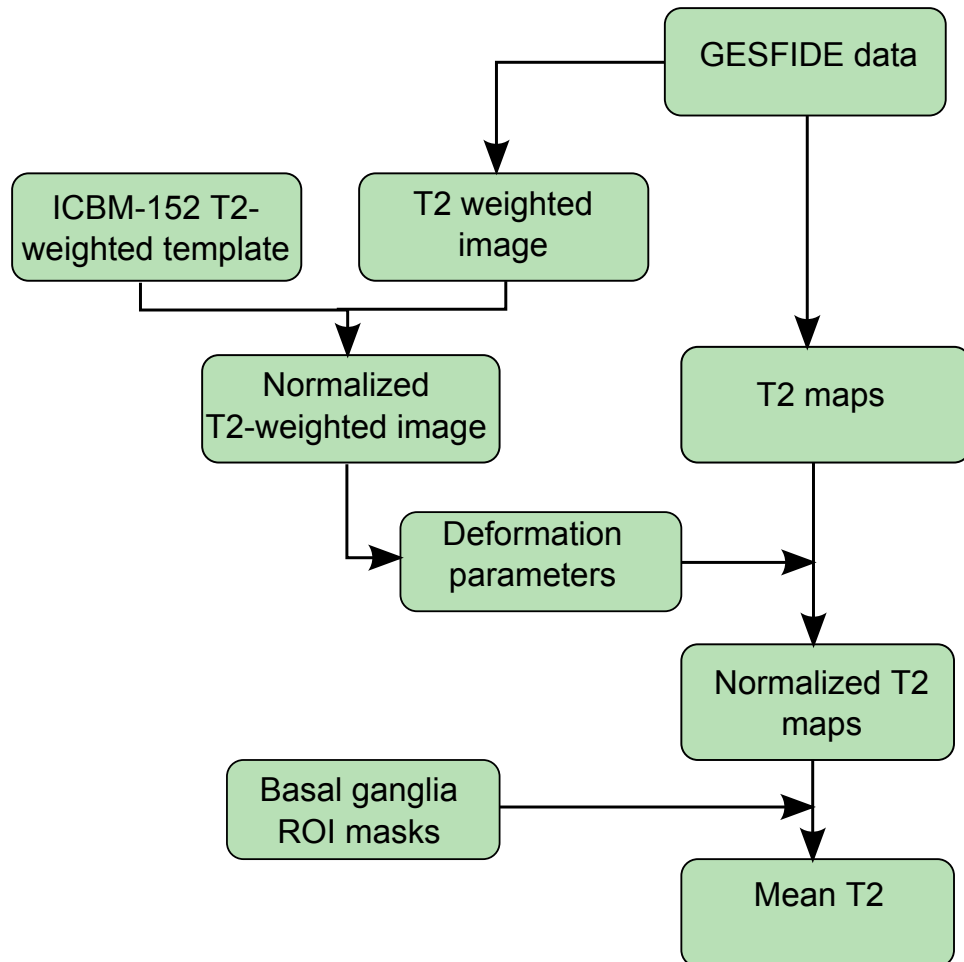 GESFIDE data
ICBM-152 T2-
weighted template
T2 weighted
image
Normalized
T2-weighted image
T2 maps
Deformation
parameters
Normalized T2
maps
Basal ganglia
ROI masks
Mean T2